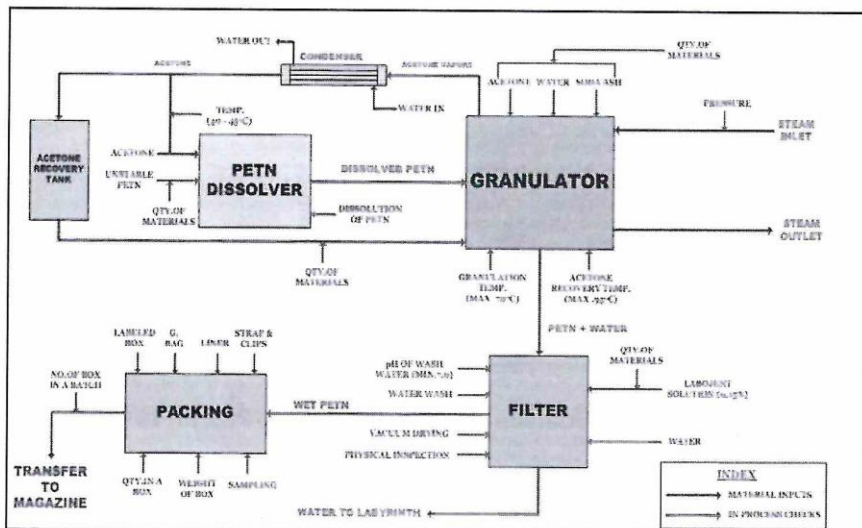 WATER OUT
CONDENSER
ACETONE
ACETONE VAPORT
WATER IN
QTY.OF
MATERIALS
ACETONE WATER SODA ASH
PRESSURE
STEAM
INLET
TEMP.
ACETONE
RECOVERY
TANK
ACETONE
UNSTABLE
PETN
QTY.OF
MATERIALS
PETN
DISSOLVER
DISSOLVER PETN
DISSOLUTION
OF PETN
GRANULATOR
STEAM
OUTLET
QTY.OF
MATERIALS
GRANULATION
TEMP.
ACETONE
RECOVERY TEMP.
PETN + WATER
LABELED
BOX
G.
BAG
LINER
STRAP &
CLIPS
NO.OF BOX
IN A BATCH
PACKING
WET PETN
pH OF WASH
WATER
WATER WASH
VACUUM DRYING
PHYSICAL INSPECTION
FILTER
QTY.OF
MATERIALS
SOLUTION
WATER
TRANSFER
TO
MAGAZINE
QTY.IN A
BOX
WEIGHT
OF BOX
SAMPLING
WATER TO LABYRINTH
INDEX
MATERIAL INPUTS
IN PROCESS CHECKS